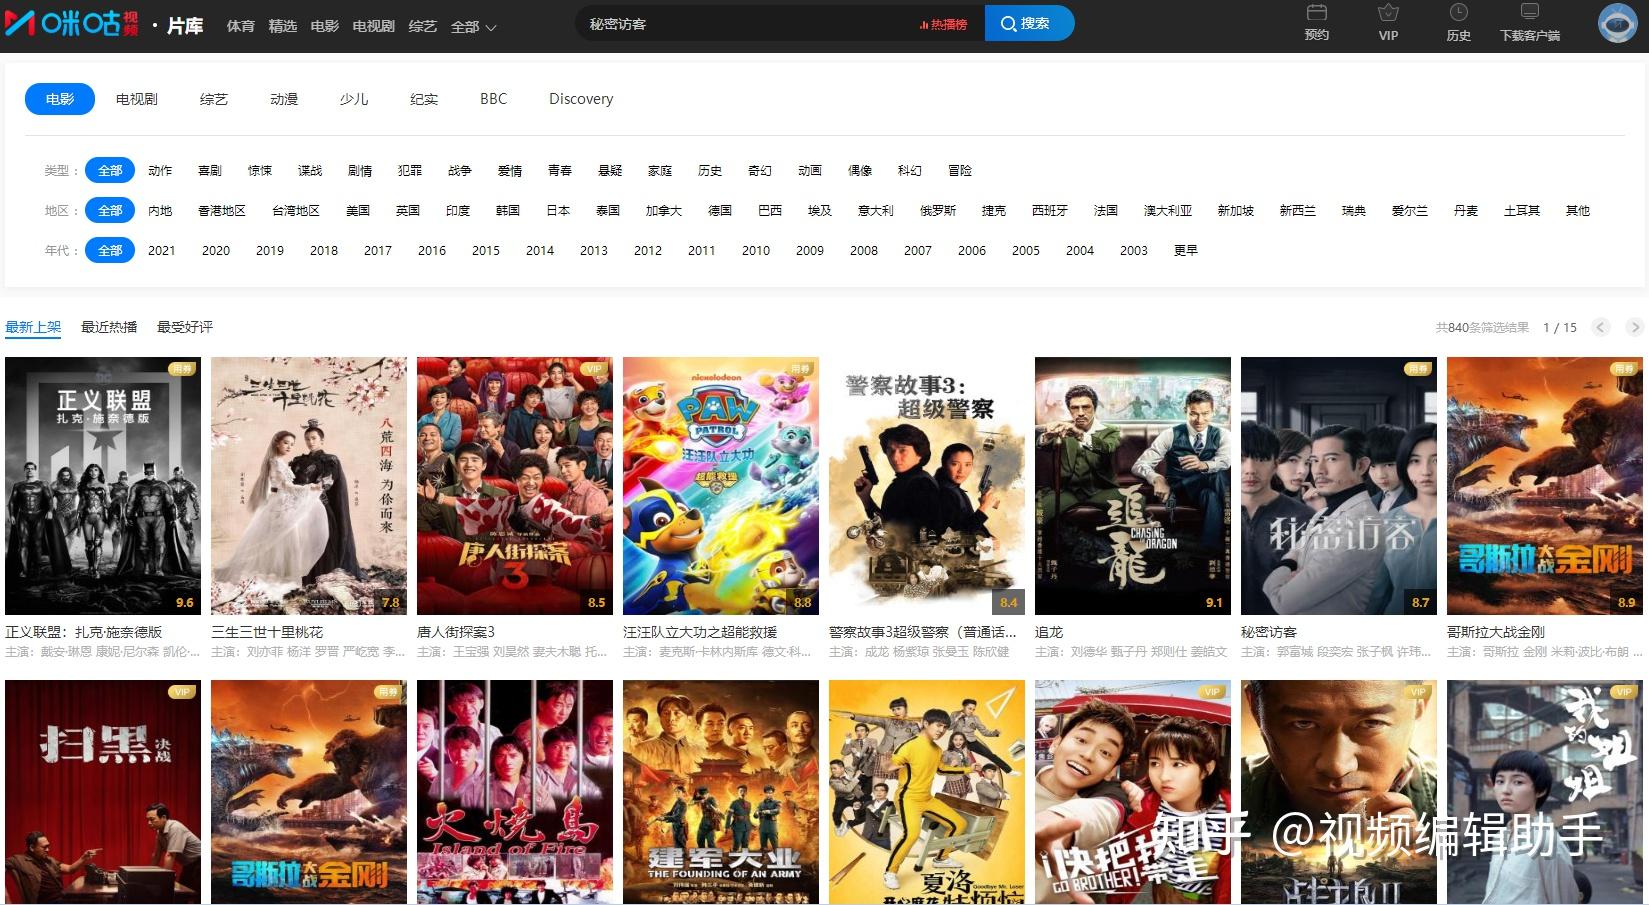 咪咕视频 · 片库 体育 精选 电影 电视剧 综艺 全部 秘密访客 热播榜 搜索 预约 VIP 历史 下载客户端
电影 电视剧 综艺 动漫 少儿 纪实 BBC Discovery
类型： 全部 动作 喜剧 惊悚 谍战 剧情 犯罪 战争 爱情 青春 悬疑 家庭 历史 奇幻 动画 偶像 科幻 冒险
地区： 全部 内地 香港地区 台湾地区 美国 英国 印度 韩国 日本 泰国 加拿大 德国 巴西 埃及 意大利 俄罗斯 捷克 西班牙 法国 澳大利亚 新加坡 新西兰 瑞典 爱尔兰 丹麦 土耳其 其他
年代： 全部 2021 2020 2019 2018 2017 2016 2015 2014 2013 2012 2011 2010 2009 2008 2007 2006 2005 2004 2003 更早
最新上架 最近热播 最受好评 共840条筛选结果 1 / 15
用券
正义联盟
扎克·施奈德版
9.6
三生三世
十里桃花
八荒四海 为你而来
7.8
VIP
唐人街探案
3
8.5
用券
nickelodeon
PAW
PATROL
汪汪队立大功
超能救援
8.8
警察故事3：
超级警察
8.4
追龙
CHASING
THE DRAGON
9.1
用券
秘密访客
8.7
用券
哥斯拉大战金刚
8.9
正义联盟：扎克·施奈德版 三生三世十里桃花 唐人街探案3 汪汪队立大功之超能救援 警察故事3超级警察（普通话... 追龙 秘密访客 哥斯拉大战金刚
主演：戴安·琳恩 康妮·尼尔森 凯伦·... 主演：刘亦菲 杨洋 罗晋 严屹宽 李... 主演：王宝强 刘昊然 妻夫木聪 托... 主演：麦克斯·卡林内斯库 德文·科... 主演：成龙 杨紫琼 张曼玉 陈欣健 主演：刘德华 甄子丹 郑则仕 姜皓文 主演：郭富城 段奕宏 张子枫 许玮... 主演：哥斯拉 金刚 米莉·波比·布朗 ...
VIP
扫黑·决战
用券
哥斯拉大战金刚
火烧岛
Island of Fire
建军大业
THE FOUNDING OF AN ARMY
夏洛
Goodbye Mr. Loser
特烦恼
VIP
快把我
GO BROTHER!
带走
VIP
战狼II
VIP
我的姐姐
知乎 @视频编辑助手